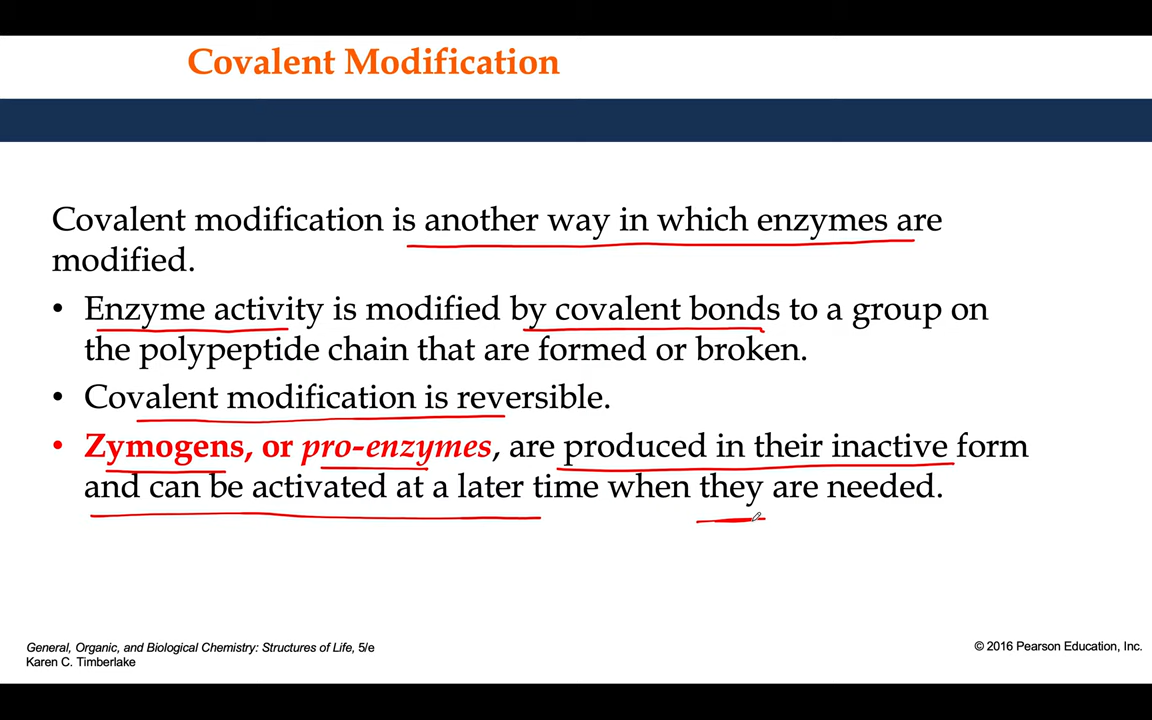 Covalent Modification
Covalent modification is another way in which enzymes are
modified.
• Enzyme activity is modified by covalent bonds to a group on
the polypeptide chain that are formed or broken.
• Covalent modification is reversible.
• Zymogens, or pro-enzymes, are produced in their inactive form
and can be activated at a later time when they are needed.
General, Organic, and Biological Chemistry: Structures of Life, 5/e
Karen C. Timberlake
© 2016 Pearson Education, Inc.